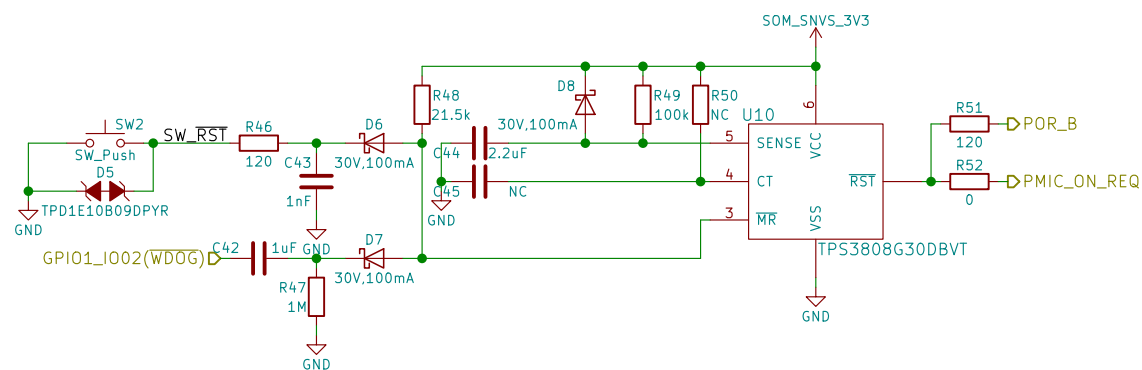 SOM_SNVS_3V3
D8
R48
21.5k
R49
100k
R50
NC
U10
6
R51
120
POR_B
SW2
SW_Push
SW_RST
R46
120
D6
30V,100mA
30V,100mA
C44
2.2uF
5
SENSE
VCC
D5
TPD1E10B09DPYR
C43
1nF
C45
NC
4
CT
RST
R52
0
PMIC_ON_REQ
GND
GND
GND
3
MR
VSS
GPIO1_IO02(WDOG)
C42
1uF
D7
30V,100mA
TPS3808G30DBVT
R47
1M
GND
GND